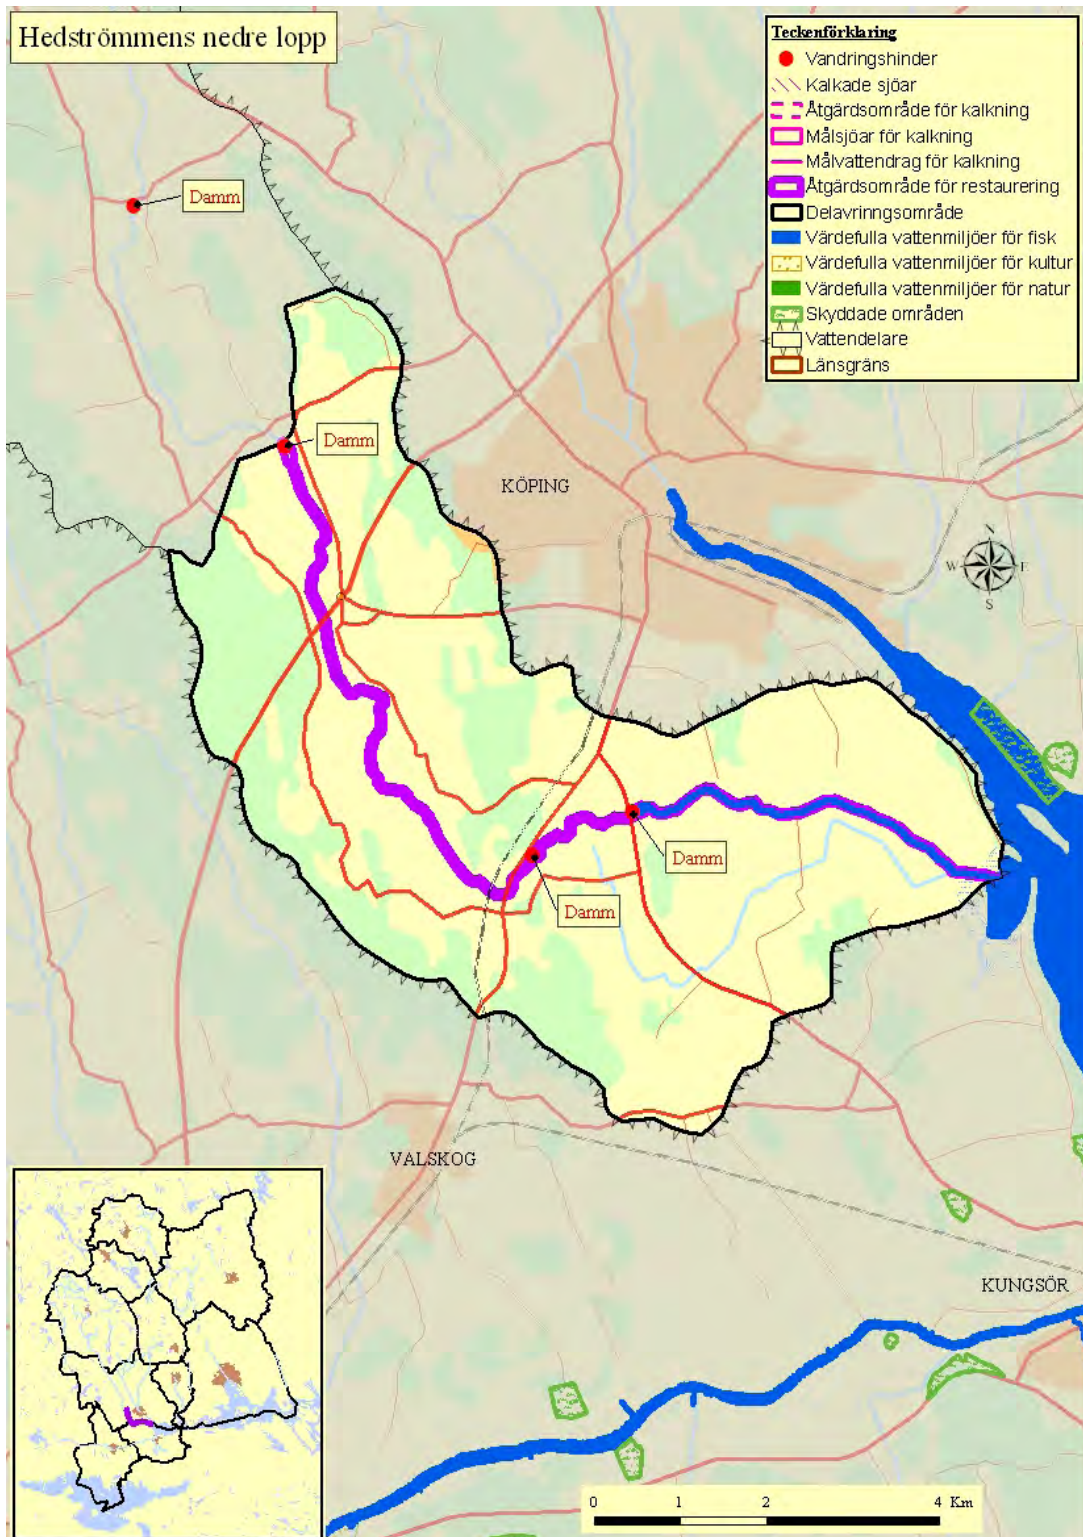 Hedströmmens nedre lopp
Teckenförklaring
Vandringshinder
Kalkade sjöar
Åtgärdsområde för kalkning
Målsjöar för kalkning
Målvattendrag för kalkning
Åtgärdsområde för restaurering
Delavrinningsområde
Värdefulla vattenmiljöer för fisk
Värdefulla vattenmiljöer för kultur
Värdefulla vattenmiljöer för natur
Skyddade områden
Vattendelare
Länsgräns
Damm
Damm
KÖPING
N
W E
S
Damm
Damm
VALSKOG
KUNGSÖR
0 1 2 4 Km